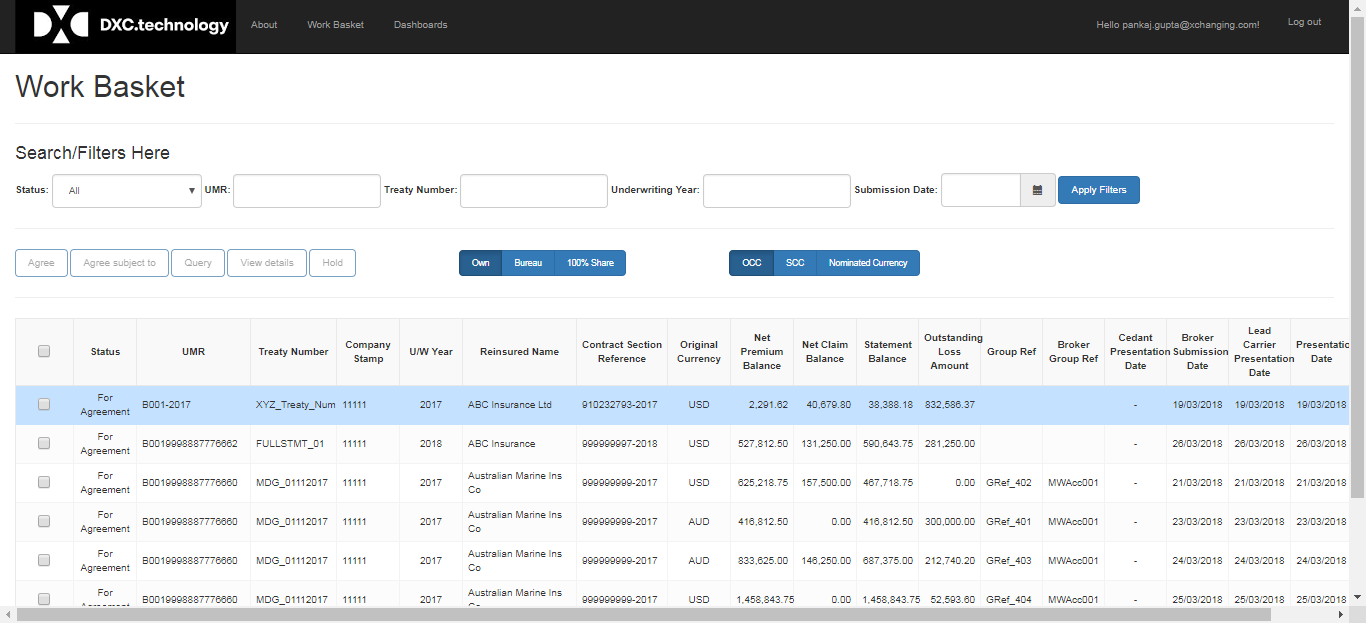 DXC.technology About Work Basket Dashboards Hello pankaj.gupta@xchanging.com! Log out
Work Basket
Search/Filters Here
Status: All UMR: Treaty Number: Underwriting Year: Submission Date: Apply Filters
Agree Agree subject to Query View details Hold Own Bureau 100% Share OCC SCC Nominated Currency
Status UMR Treaty Number Company Stamp U/W Year Reinsured Name Contract Section Reference Original Currency Net Premium Balance Net Claim Balance Statement Balance Outstanding Loss Amount Group Ref Broker Group Ref Cedant Presentation Date Broker Submission Date Lead Carrier Presentation Date Presentatic Date
For Agreement B001-2017 XYZ_Treaty_Num 11111 2017 ABC Insurance Ltd 910232793-2017 USD 2,291.62 40,679.80 38,388.18 832,586.37 - 19/03/2018 19/03/2018 19/03/2018
For Agreement B0019998887776662 FULLSTMT_01 11111 2018 ABC Insurance 999999997-2018 USD 527,812.50 131,250.00 590,643.75 281,250.00 - 26/03/2018 26/03/2018 26/03/2018
For Agreement B0019998887776660 MDG_01112017 11111 2017 Australian Marine Ins Co 999999999-2017 USD 625,218.75 157,500.00 467,718.75 0.00 GRef_402 MWAcc001 - 21/03/2018 21/03/2018 21/03/2018
For Agreement B0019998887776660 MDG_01112017 11111 2017 Australian Marine Ins Co 999999999-2017 AUD 416,812.50 0.00 416,812.50 300,000.00 GRef_401 MWAcc001 - 23/03/2018 23/03/2018 23/03/2018
For Agreement B0019998887776660 MDG_01112017 11111 2017 Australian Marine Ins Co 999999999-2017 AUD 833,625.00 146,250.00 687,375.00 212,740.20 GRef_403 MWAcc001 - 24/03/2018 24/03/2018 24/03/2018
For Agreement B0019998887776660 MDG_01112017 11111 2017 Australian Marine Ins Co 999999999-2017 USD 1,458,843.75 0.00 1,458,843.75 52,593.60 GRef_404 MWAcc001 - 25/03/2018 25/03/2018 25/03/2018